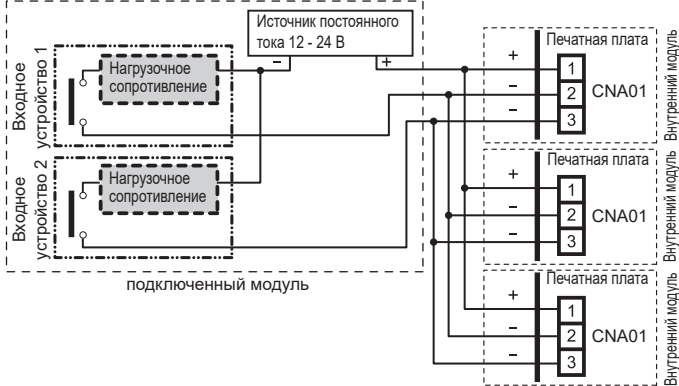 Источник постоянного
тока 12 - 24 В
− +
Входное
устройство 1
Нагрузочное
сопротивление
Входное
устройство 2
Нагрузочное
сопротивление
подключенный модуль
Печатная плата
+ 1
− 2 CNA01
− 3
Внутренний модуль
Печатная плата
+ 1
− 2 CNA01
− 3
Внутренний модуль
Печатная плата
+ 1
− 2 CNA01
− 3
Внутренний модуль